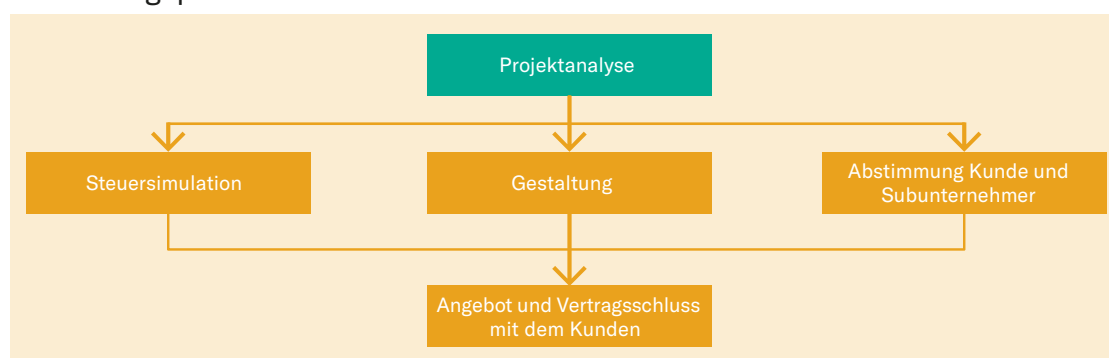 Projektanalyse
Steuersimulation
Gestaltung
Abstimmung Kunde und
Subunternehmer
Angebot und Vertragsschluss
mit dem Kunden